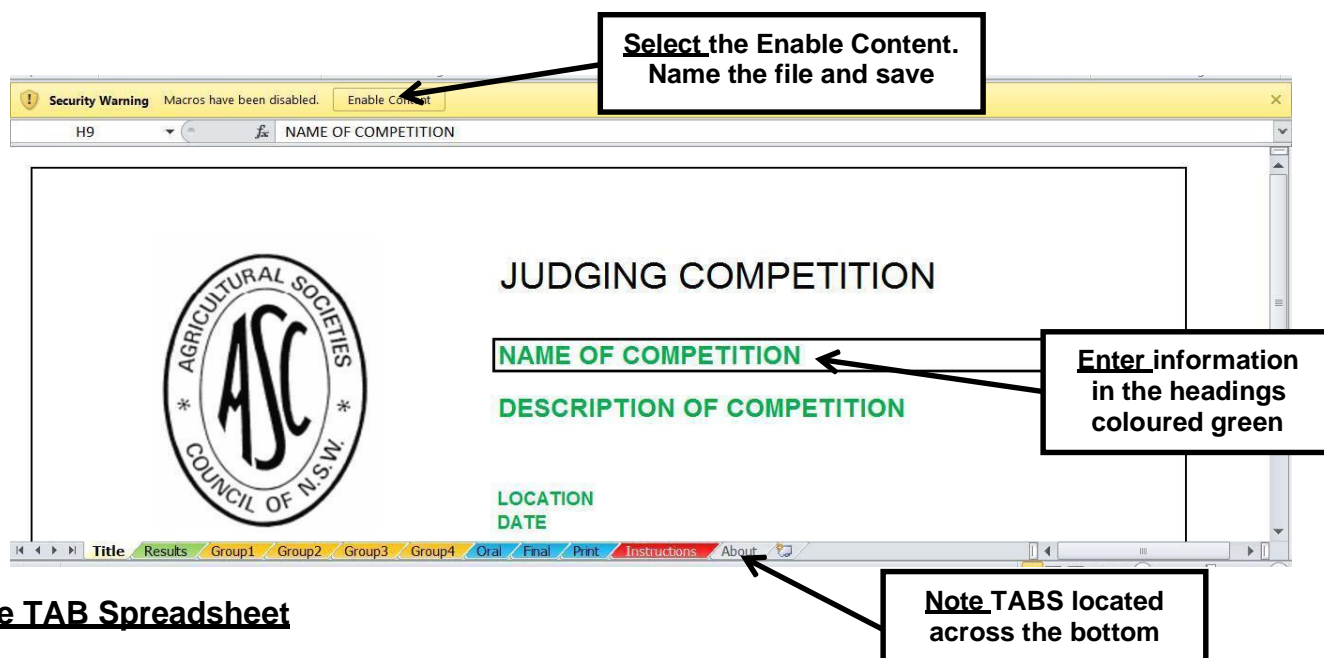 Select the Enable Content.
Name the file and save
Security Warning Macros have been disabled. Enable Content
H9 fx NAME OF COMPETITION
AGRICULTURAL SOCIETIES
ASC
COUNCIL OF N.S.W.
JUDGING COMPETITION
NAME OF COMPETITION
Enter information
in the headings
coloured green
DESCRIPTION OF COMPETITION
LOCATION
DATE
Title Results Group1 Group2 Group3 Group4 Oral Final Print Instructions About
Note TABS located
across the bottom
e TAB Spreadsheet